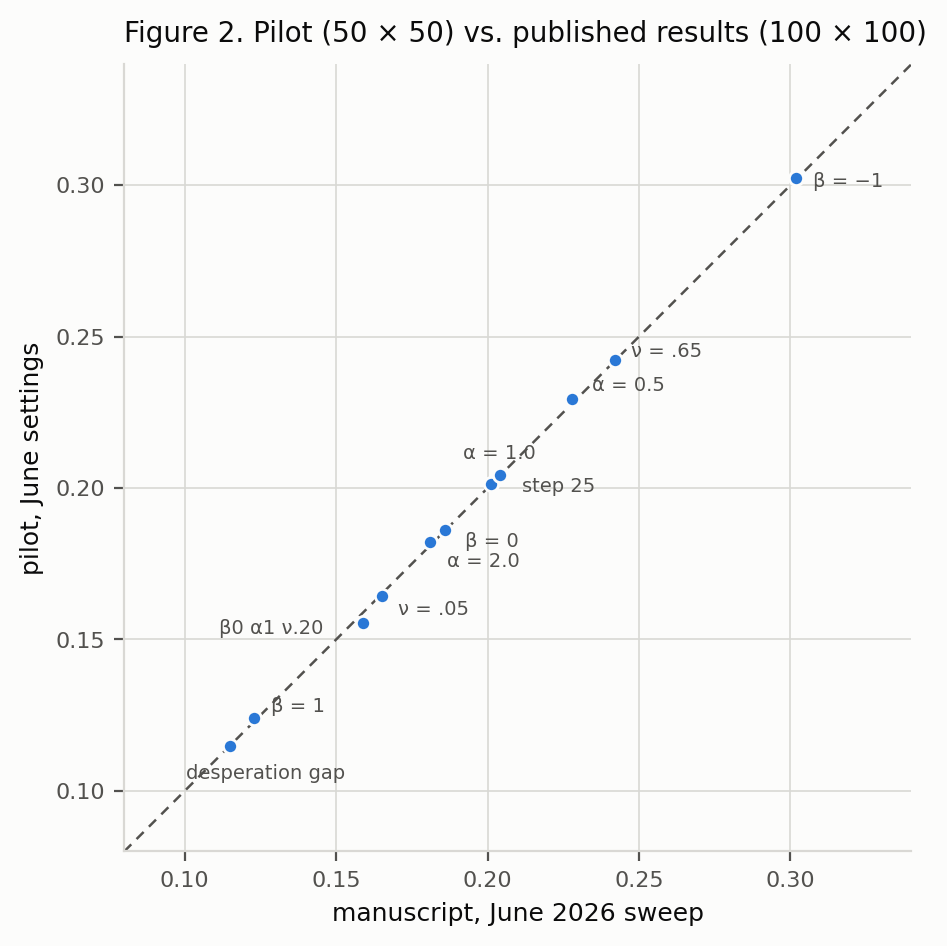 Figure 2. Pilot (50 × 50) vs. published results (100 × 100)
0.30
β = −1
0.25
ν = .65
α = 0.5
α = 1.0
0.20
step 25
β = 0
α = 2.0
ν = .05
β0 α1 ν.20
0.15
β = 1
desperation gap
0.10
pilot, June settings
0.10
0.15
0.20
0.25
0.30
manuscript, June 2026 sweep